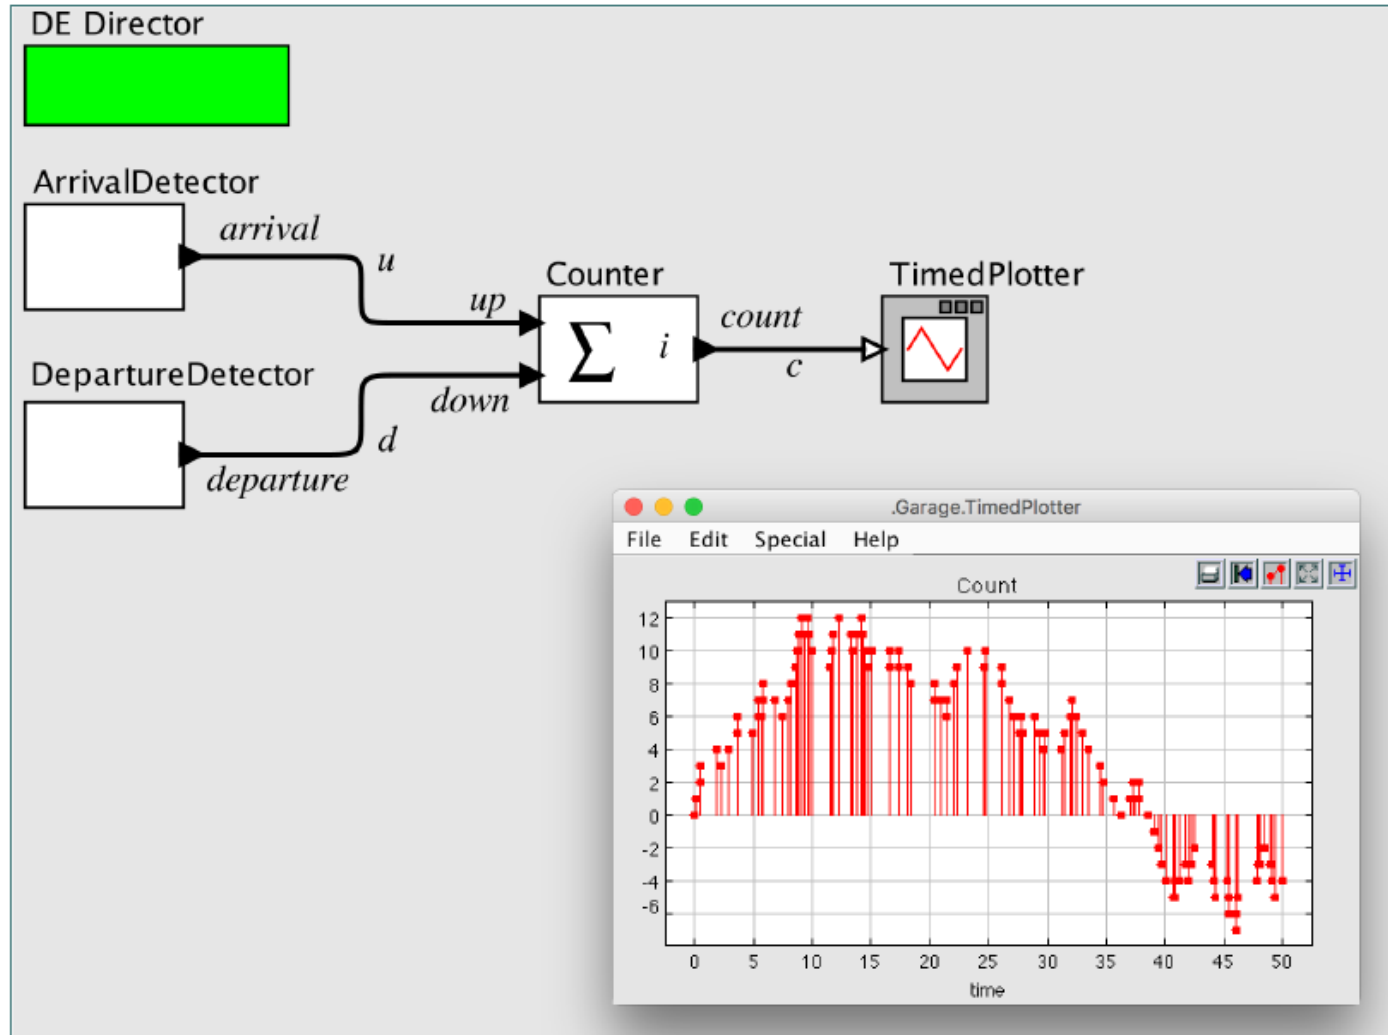 DE Director
ArrivalDetector
arrival
u
up
Counter
Σ i
count
c
TimedPlotter
DepartureDetector
down
d
departure
.Garage.TimedPlotter
File Edit Special Help
Count
12
10
8
6
4
2
0
-2
-4
-6
0 5 10 15 20 25 30 35 40 45 50
time